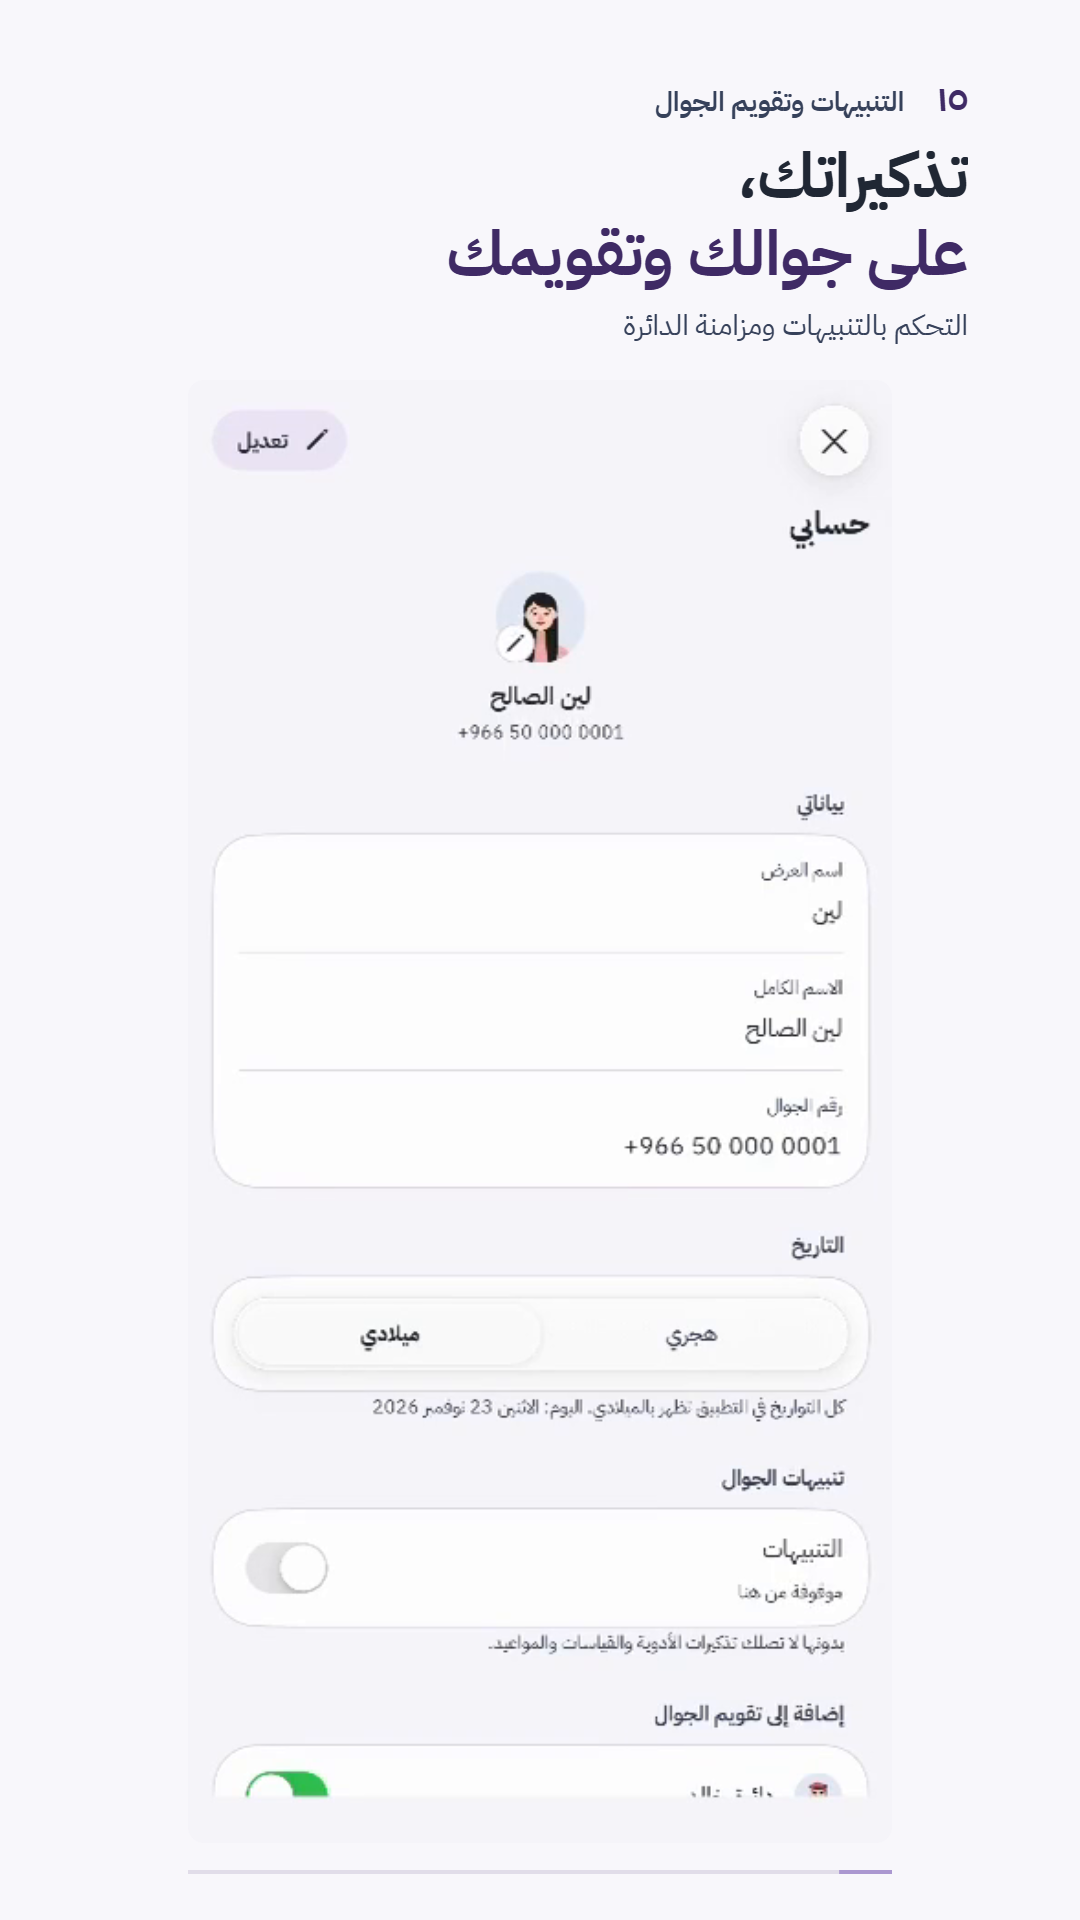 ١٥ التنبيهات وتقويم الجوال
تذكيراتك،
على جوالك وتقويمك
التحكم بالتنبيهات ومزامنة الدائرة
تعديل
حسابي
لين الصالح
+966 50 000 0001
بياناتي
اسم العرض
لين
الاسم الكامل
لين الصالح
رقم الجوال
+966 50 000 0001
التاريخ
هجري
ميلادي
كل التواريخ في التطبيق تظهر بالميلادي. اليوم: الاثنين 23 نوفمبر 2026
تنبيهات الجوال
التنبيهات
موقوفة من هنا
بدونها لا تصلك تذكيرات الأدوية والقياسات والمواعيد.
إضافة إلى تقويم الجوال